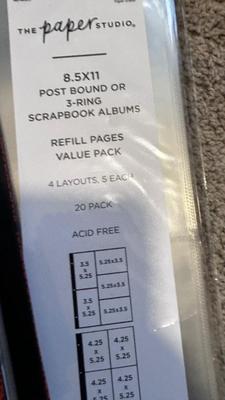 THE paper STUDIO®
8.5X11
POST BOUND OR
3-RING
SCRAPBOOK ALBUMS
REFILL PAGES
VALUE PACK
4 LAYOUTS, 5 EACH
20 PACK
ACID FREE
3.5 x 5.25
5.25x3.5
5.25x3.5
3.5 x 5.25
5.25x3.5
4.25 x 5.25
4.25 x 5.25
4.25 x 5.25
4.25 x 5.25